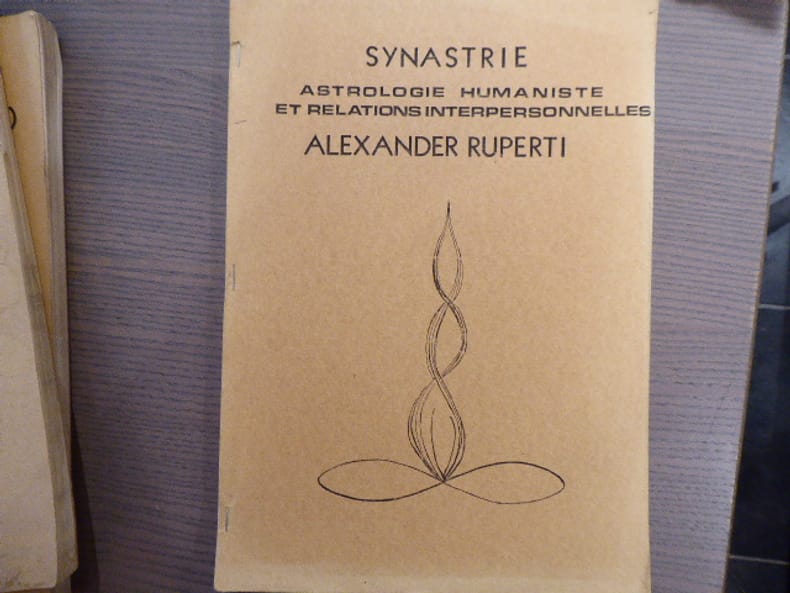 SYNASTRIE
ASTROLOGIE HUMANISTE
ET RELATIONS INTERPERSONNELLES
ALEXANDER RUPERTI